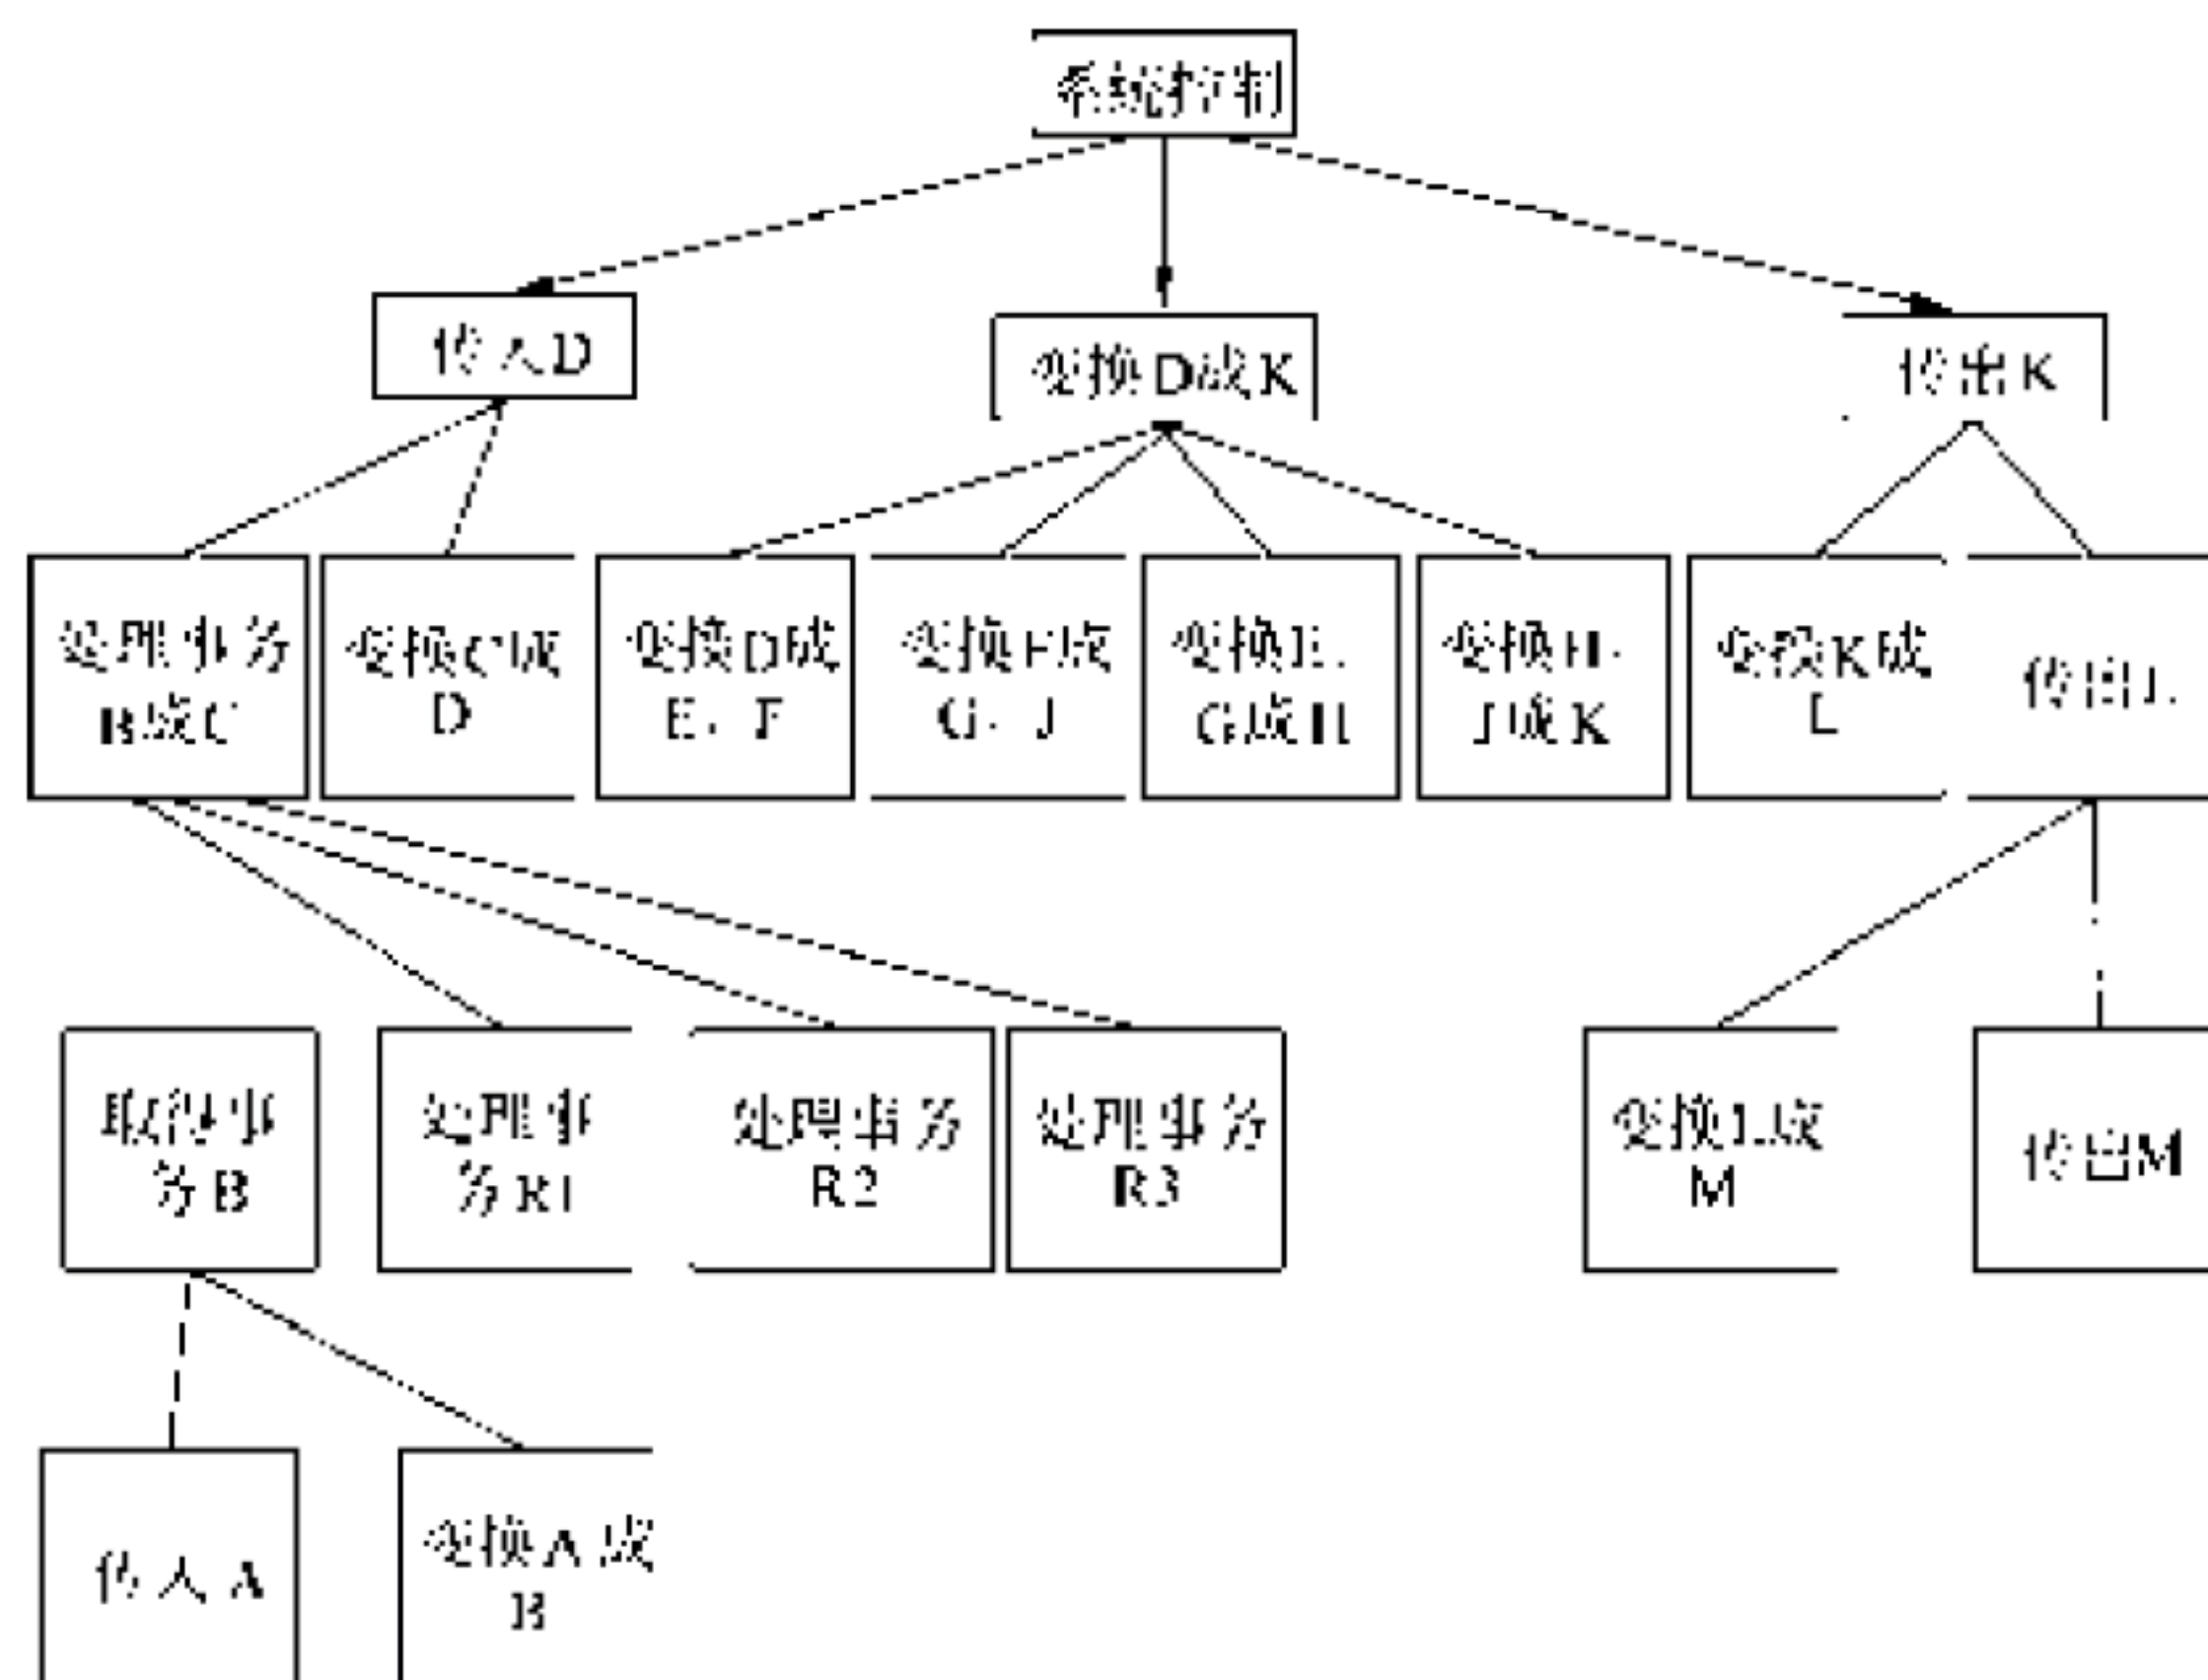 系统控制
传入D
变换D成K
传出K
处理事务
B成C
变换C成
D
变换D成
E. F
变换F成
G. J
变换E.
G成H
变换H.
J成K
变换K成
L
传出L
取得事
务B
处理事
务R1
处理事务
R2
处理事务
R3
变换L成
M
传出M
传入A
变换A成
B